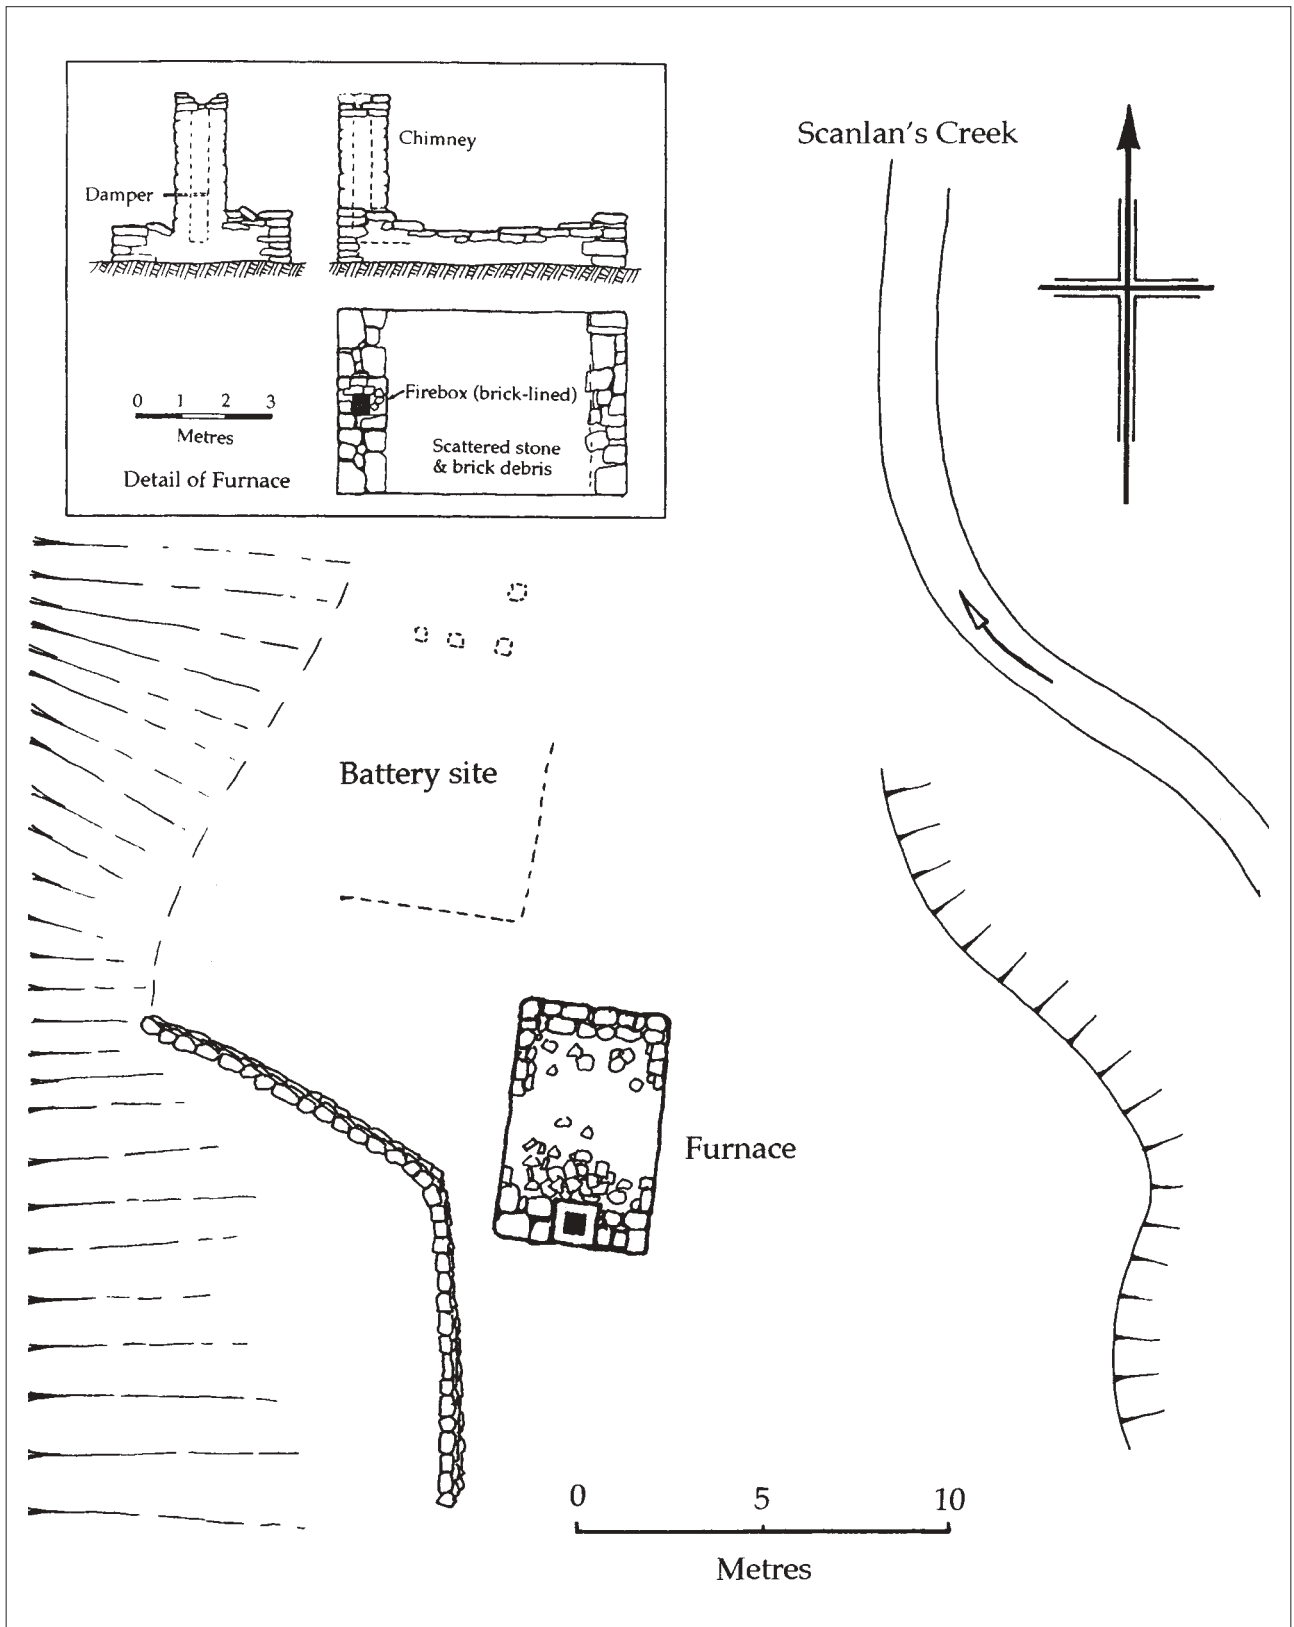 Chimney
Damper
Firebox (brick-lined)
Scattered stone
& brick debris
0 1 2 3
Metres
Detail of Furnace
Scanlan's Creek
Battery site
Furnace
0 5 10
Metres